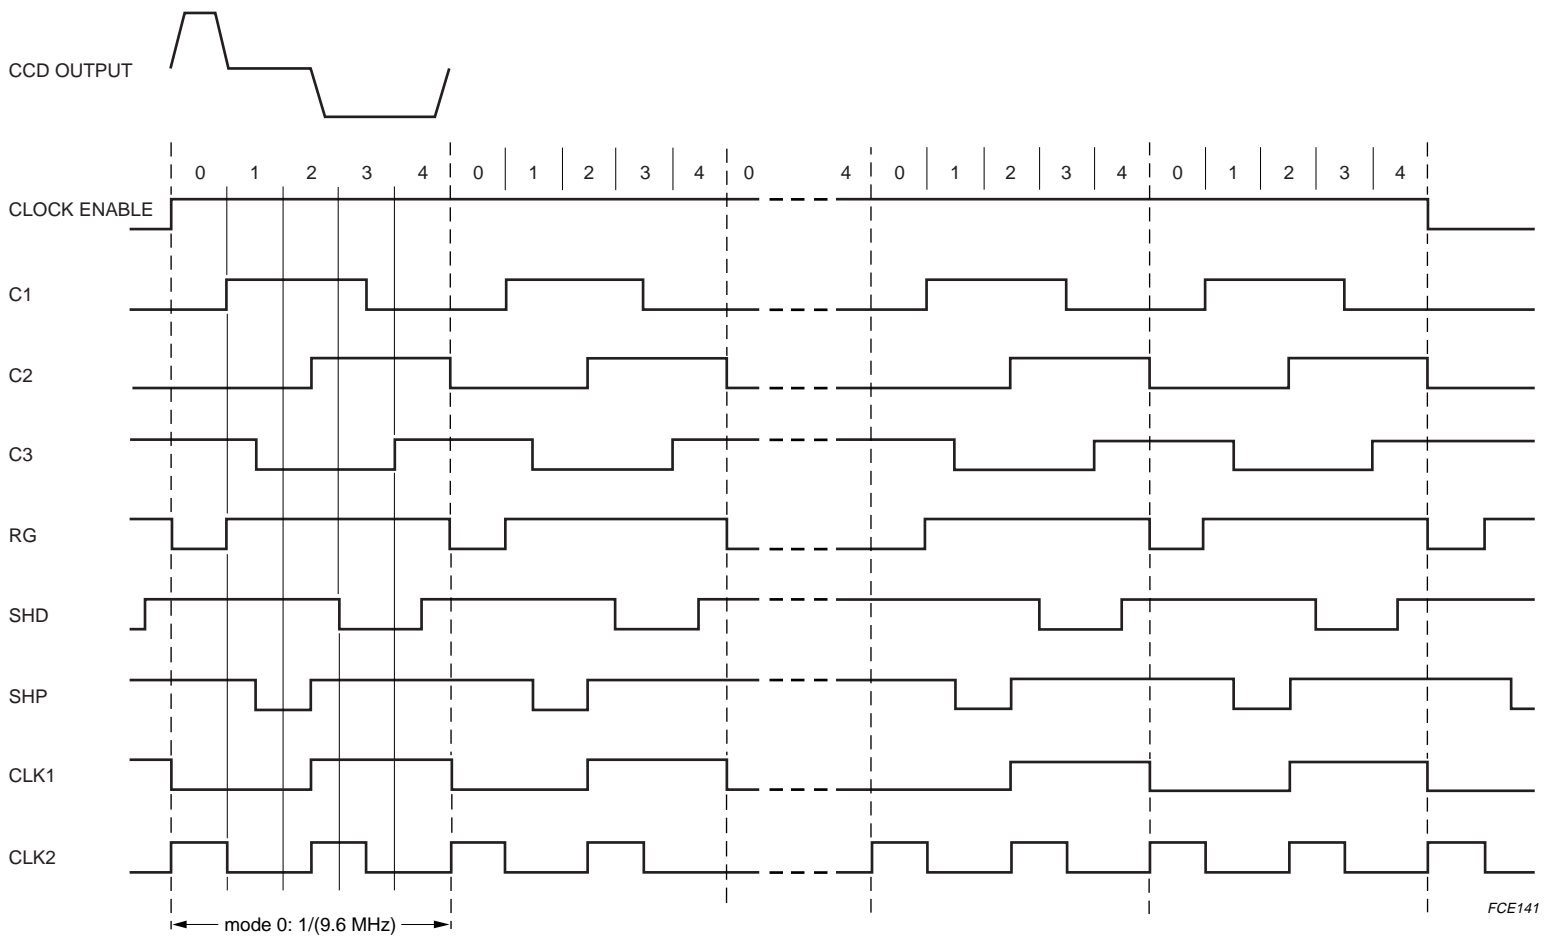 CCD OUTPUT
0 1 2 3 4 0 1 2 3 4 0 4 0 1 2 3 4 0 1 2 3 4
CLOCK ENABLE
C1
C2
C3
RG
SHD
SHP
CLK1
CLK2
mode 0: 1/(9.6 MHz)
FCE141